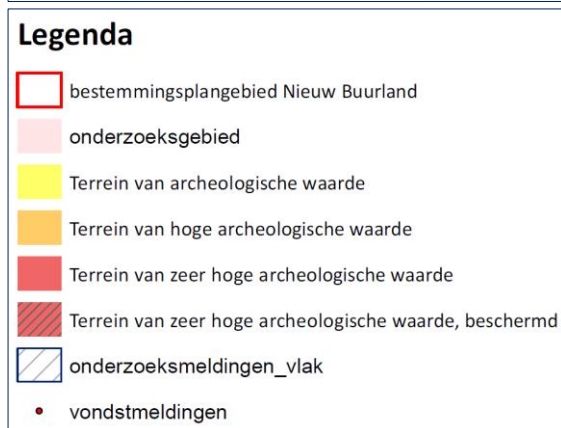 Legenda
bestemmingsplangebied Nieuw Buurland
onderzoeksgebied
Terrein van archeologische waarde
Terrein van hoge archeologische waarde
Terrein van zeer hoge archeologische waarde
Terrein van zeer hoge archeologische waarde, beschermd
onderzoeksmeldingen_vlak
vondstmeldingen